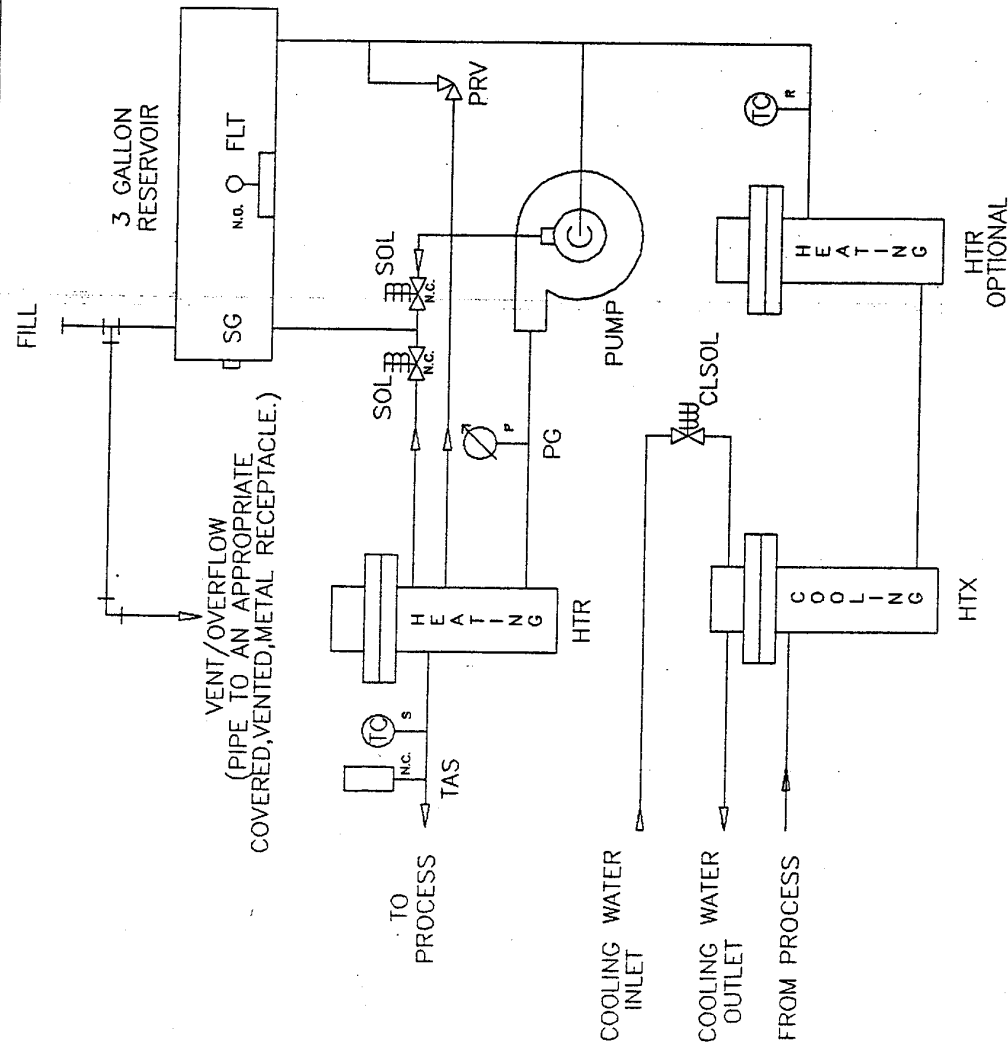 FILL
3 GALLON
RESERVOIR
N.O.
FLT
SG
VENT/OVERFLOW
(PIPE TO AN APPROPRIATE
COVERED,VENTED,METAL RECEPTACLE.)
SOL
N.C.
SOL
N.C.
PRV
TC
S
N.C.
TAS
TO
PROCESS
HEATING
HTR
P
PG
C
PUMP
TC
R
HEATING
HTR
OPTIONAL
CLSOL
COOLING
HTX
COOLING WATER
INLET
COOLING WATER
OUTLET
FROM PROCESS